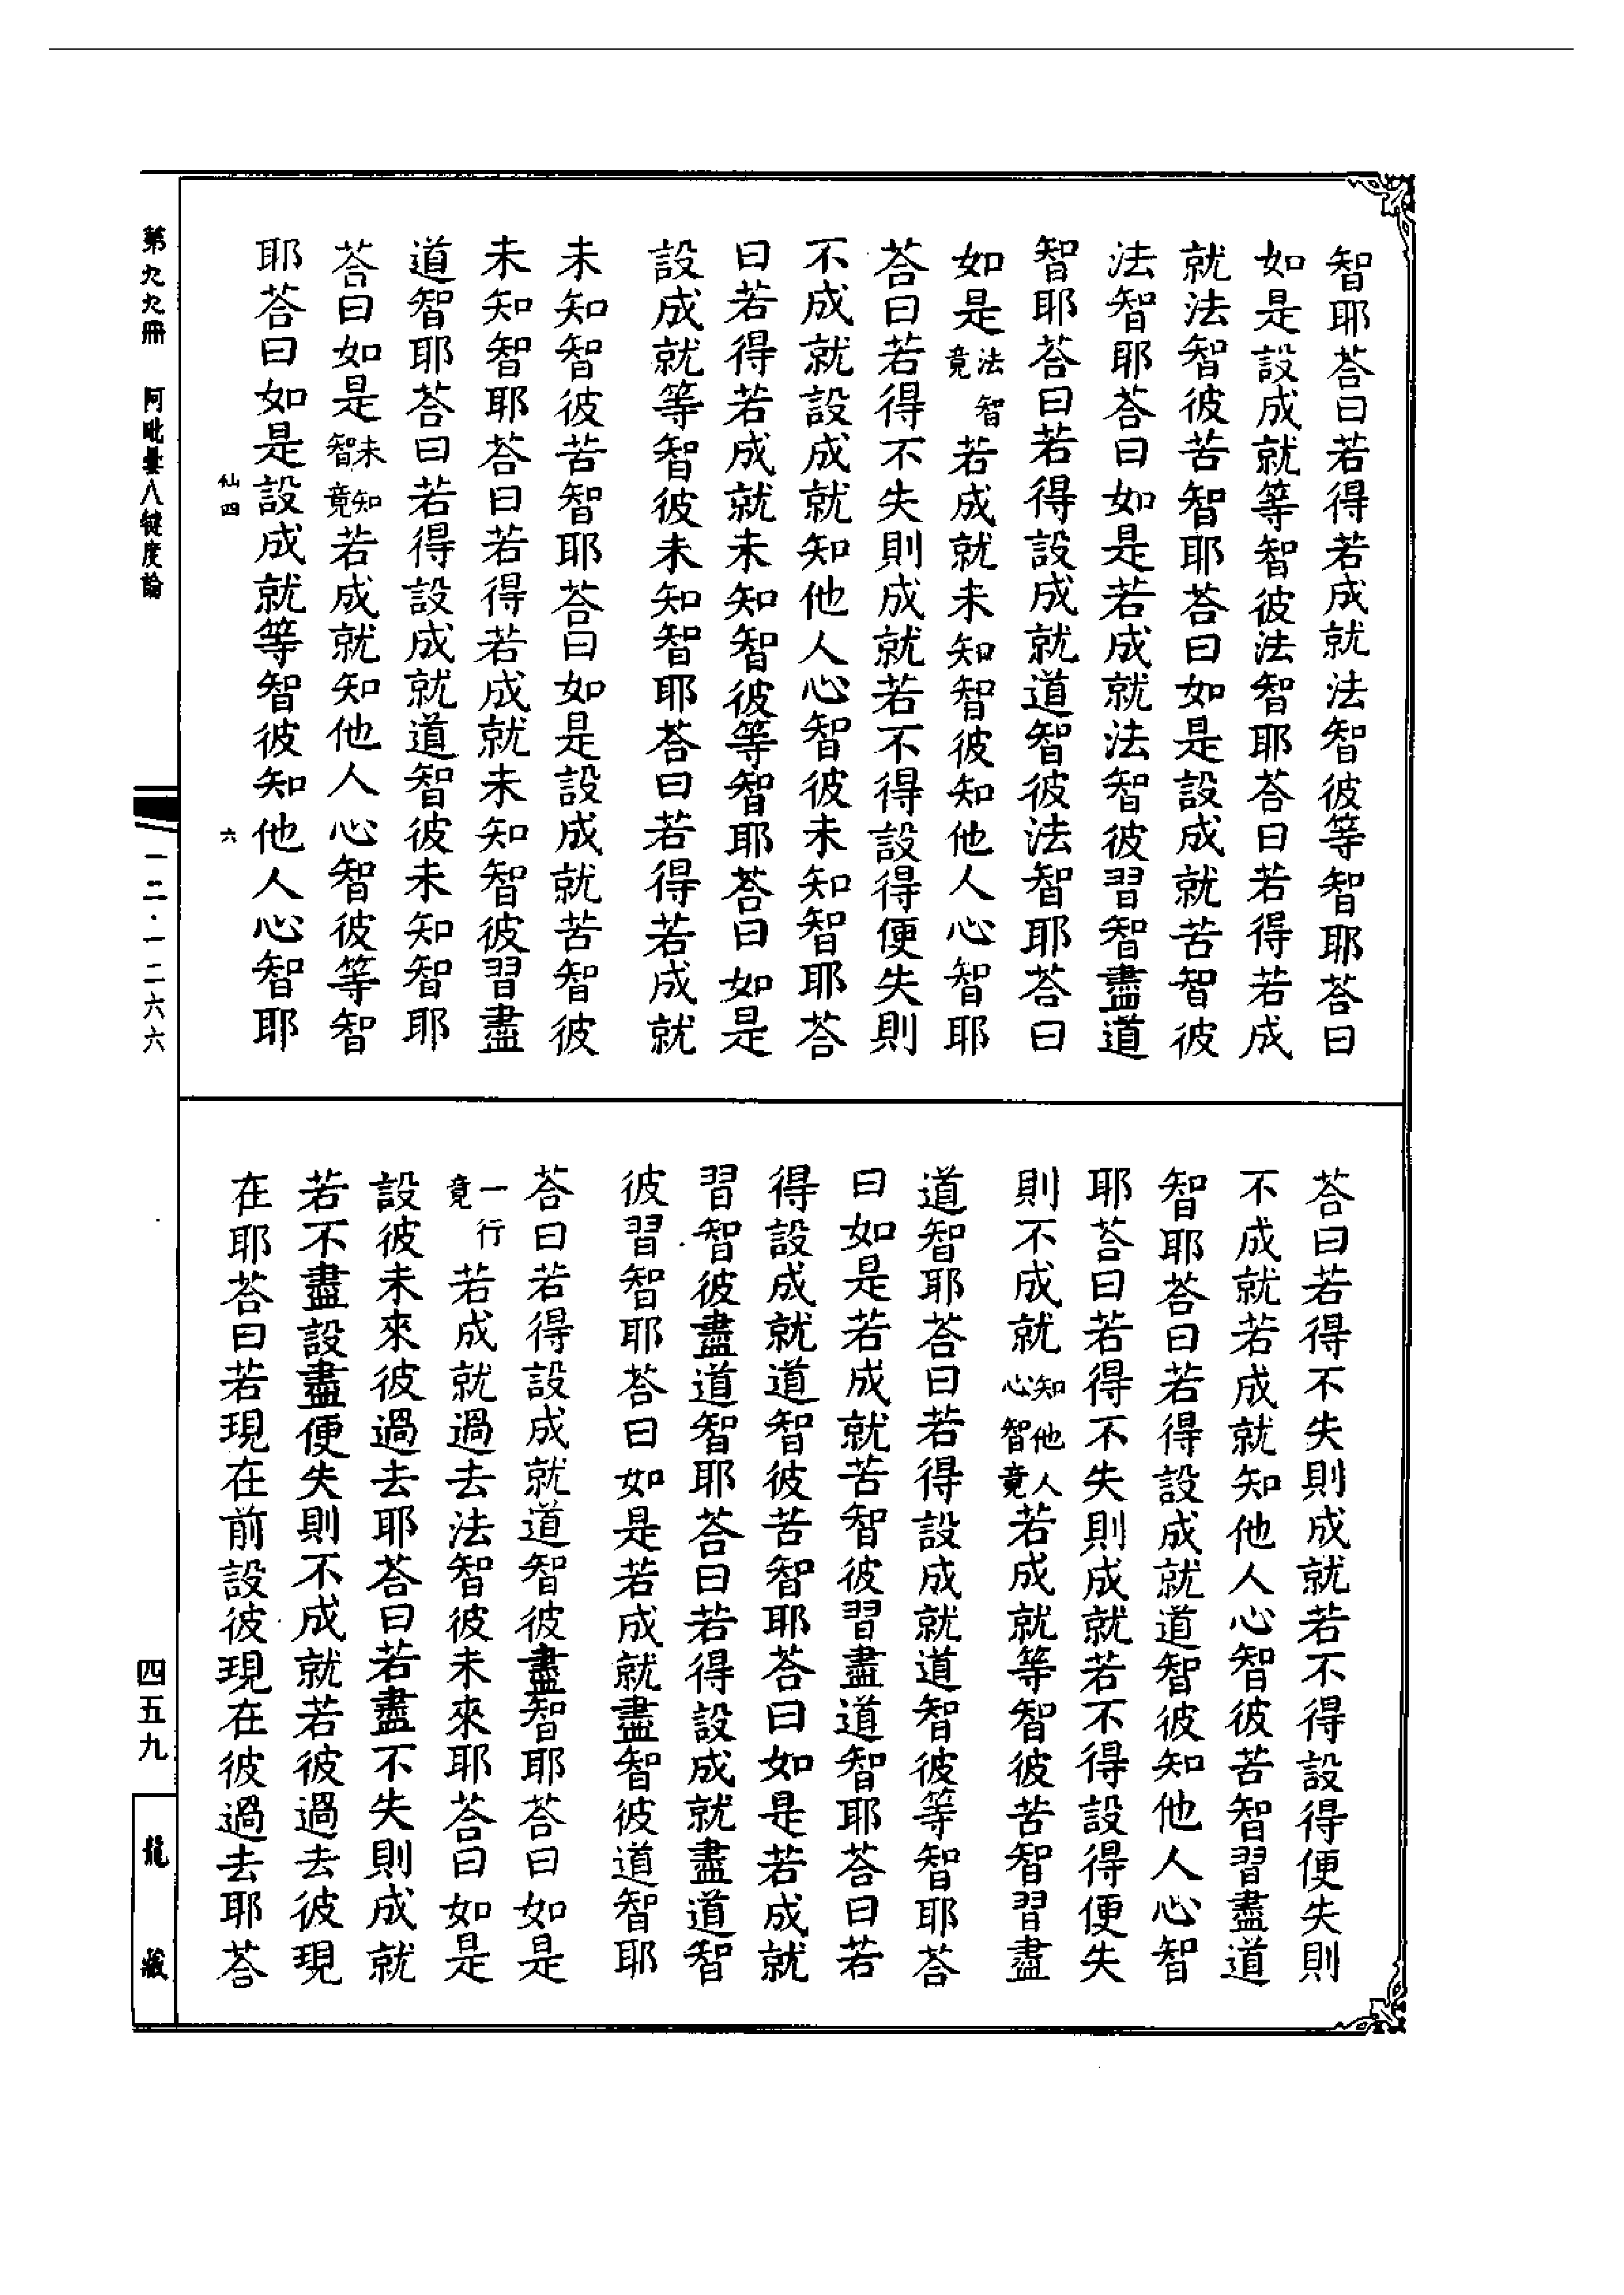 智耶荅曰若得若成就法智彼等智耶荅曰
如是設成就等智彼法智耶荅曰若得若成
就法智彼苦智耶荅曰如是設成就苦智彼
法智耶荅曰如是若成就法智彼習智盡道
智耶荅曰若得設成就道智彼法智耶荅曰
如是法智竟若成就未知智彼知他人心智耶
荅曰若得不失則成就若不得設得便失則
不成就設成就知他人心智彼未知智耶荅
曰若得若成就未知智彼等智耶荅曰如是
設成就等智彼未知智耶荅曰若得若成就
未知智彼苦智耶荅曰如是設成就苦智彼
未知智耶荅曰若得若成就未知智彼習盡
道智耶荅曰若得設成就道智彼未知智耶
荅曰如是未知智竟若成就知他人心智彼等智
耶荅曰如是設成就等智彼知他人心智耶
仙四 六
荅曰若得不失則成就若不得設得便失則
不成就若成就知他人心智彼苦智習盡道
智耶荅曰若得設成就道智彼知他人心智
耶荅曰若得不失則成就若不得設得便失
則不成就知他人心智竟若成就等智彼苦智習盡
道智耶荅曰若得設成就道智彼等智耶荅
曰如是若成就苦智彼習盡道智耶荅曰若
得設成就道智彼苦智耶荅曰如是若成就
習智彼盡道智耶荅曰若得設成就盡道智
彼習智耶荅曰如是若成就盡智彼道智耶
荅曰若得設成就道智彼盡智耶荅曰如是
一行竟若成就過去法智彼未來耶荅曰如是
設彼未來彼過去耶荅曰若盡不失則成就
若不盡設盡便失則不成就若彼過去彼現
在耶荅曰若現在前設彼現在彼過去耶荅
第九九冊 阿毗曇八犍度論
一二·一二六六
四五九
龍藏